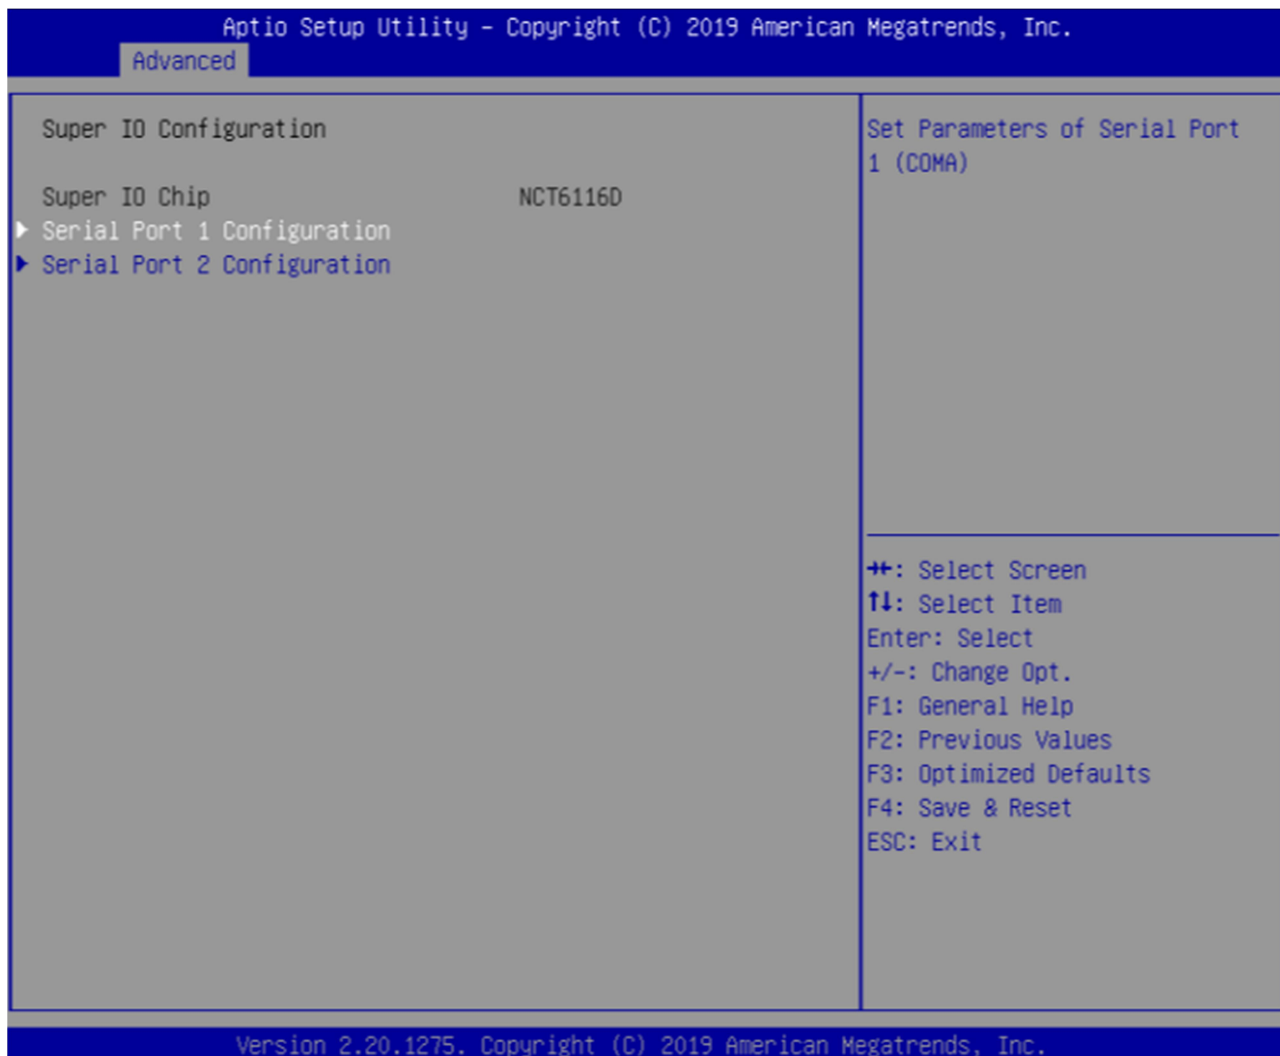 Aptio Setup Utility – Copyright (C) 2019 American Megatrends, Inc.
Advanced
Super IO Configuration
Super IO Chip NCT6116D
Serial Port 1 Configuration
Serial Port 2 Configuration
Set Parameters of Serial Port
1 (COMA)
→←: Select Screen
↑↓: Select Item
Enter: Select
+/-: Change Opt.
F1: General Help
F2: Previous Values
F3: Optimized Defaults
F4: Save & Reset
ESC: Exit
Version 2.20.1275. Copyright (C) 2019 American Megatrends, Inc.